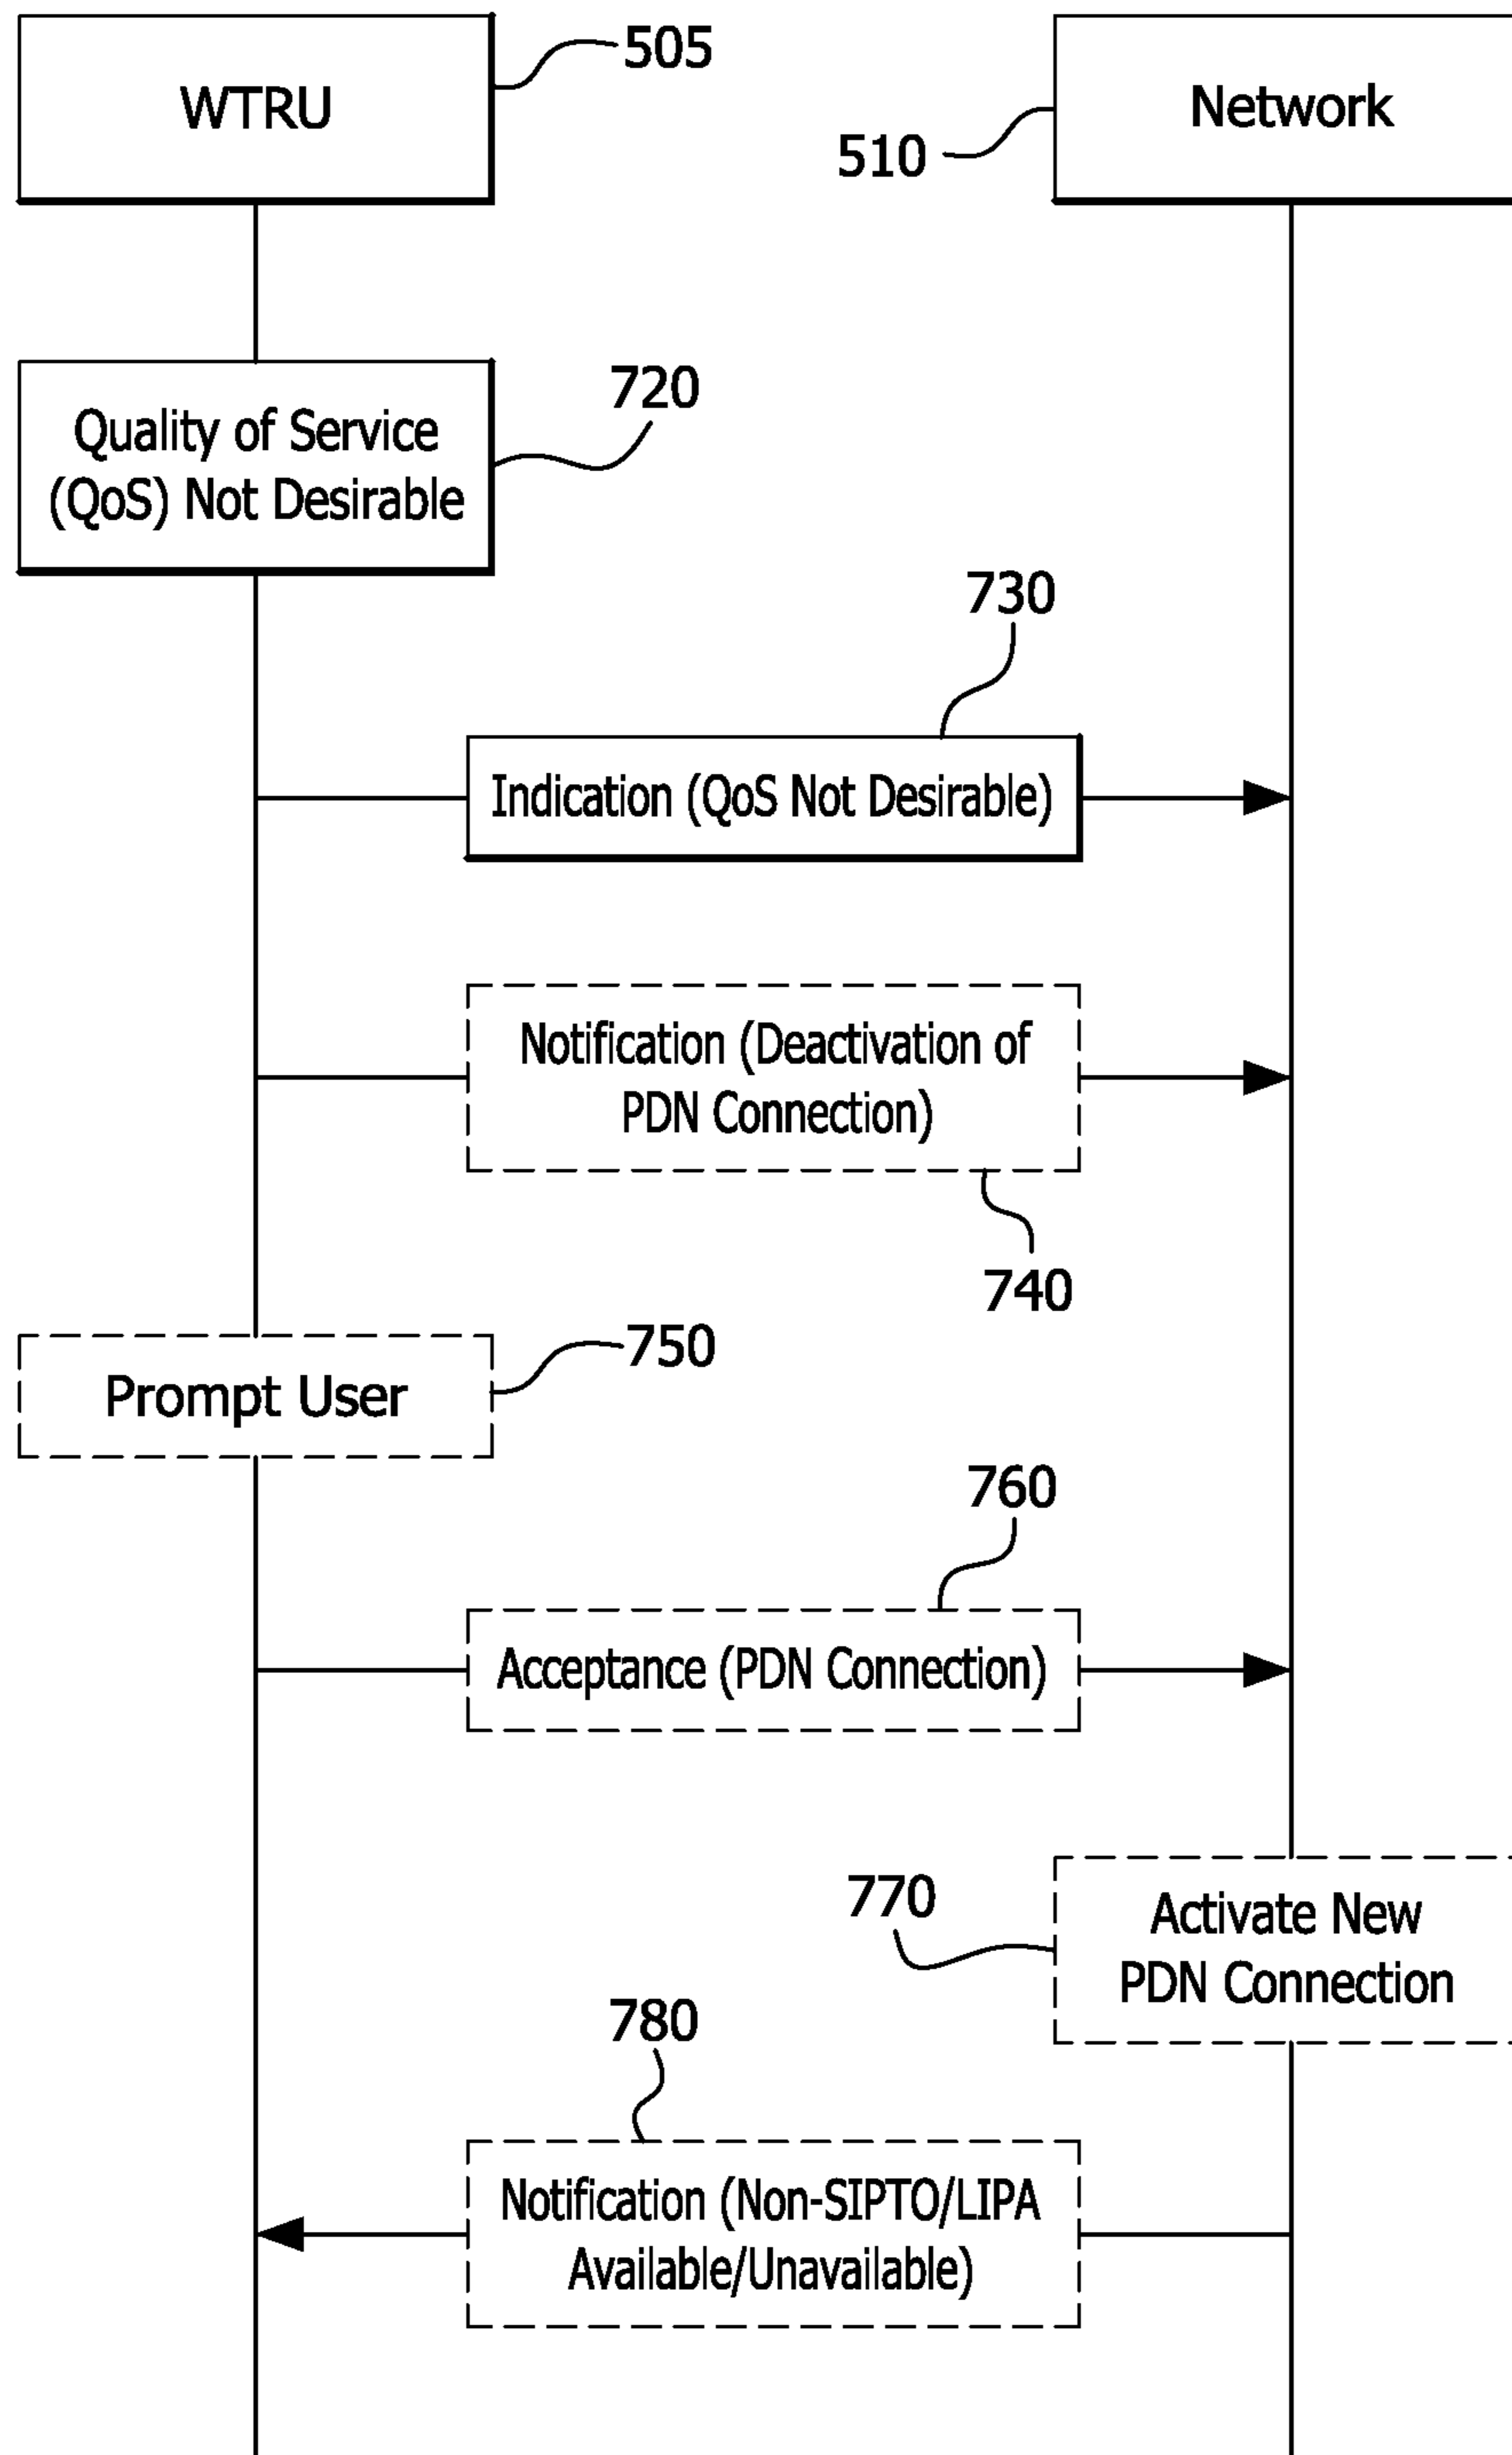 WTRU
505
Network
510
Quality of Service
(QoS) Not Desirable
720
730
Indication (QoS Not Desirable)
Notification (Deactivation of
PDN Connection)
740
Prompt User
750
760
Acceptance (PDN Connection)
770
Activate New
PDN Connection
780
Notification (Non-SIPTO/LIPA
Available/Unavailable)